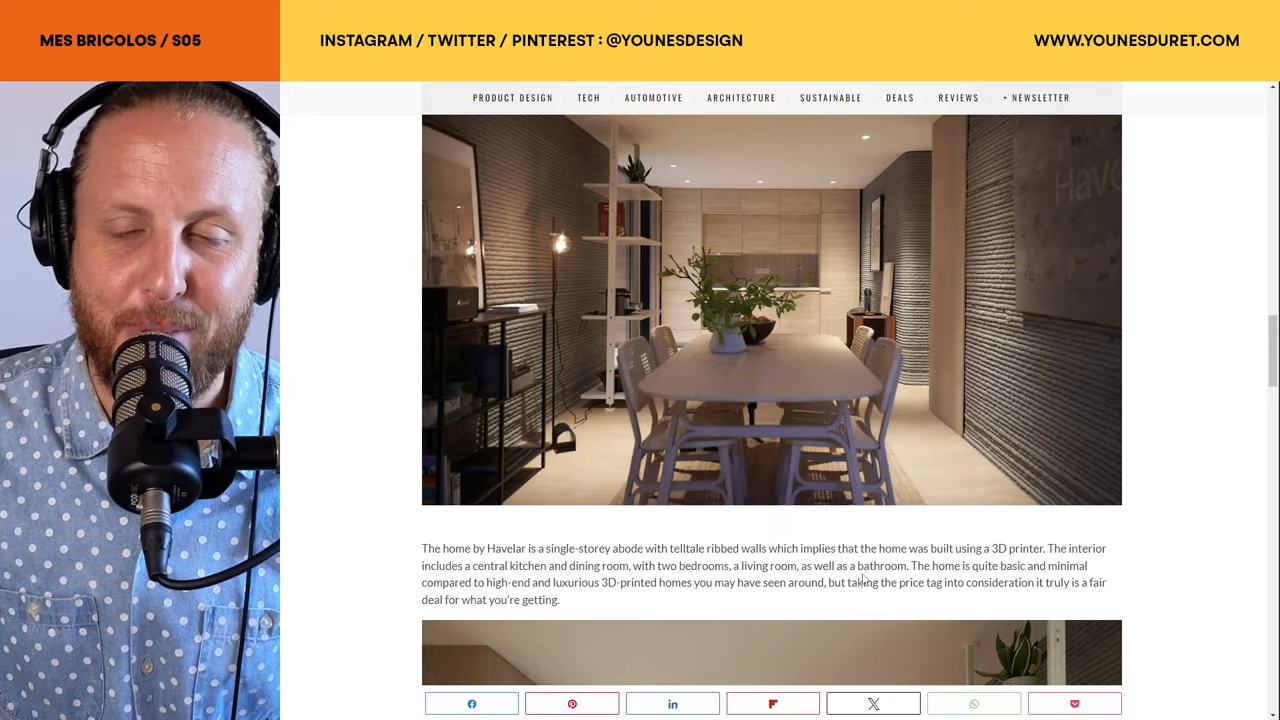 MES BRICOLOS / S05
INSTAGRAM / TWITTER / PINTEREST : @YOUNESDESIGN
WWW.YOUNESDURET.COM
PRODUCT DESIGN
TECH
AUTOMOTIVE
ARCHITECTURE
SUSTAINABLE
DEALS
REVIEWS
+ NEWSLETTER
The home by Havelar is a single-storey abode with telltale ribbed walls which implies that the home was built using a 3D printer. The interior
includes a central kitchen and dining room, with two bedrooms, a living room, as well as a bathroom. The home is quite basic and minimal
compared to high-end and luxurious 3D-printed homes you may have seen around, but taking the price tag into consideration it truly is a fair
deal for what you’re getting.
RODE